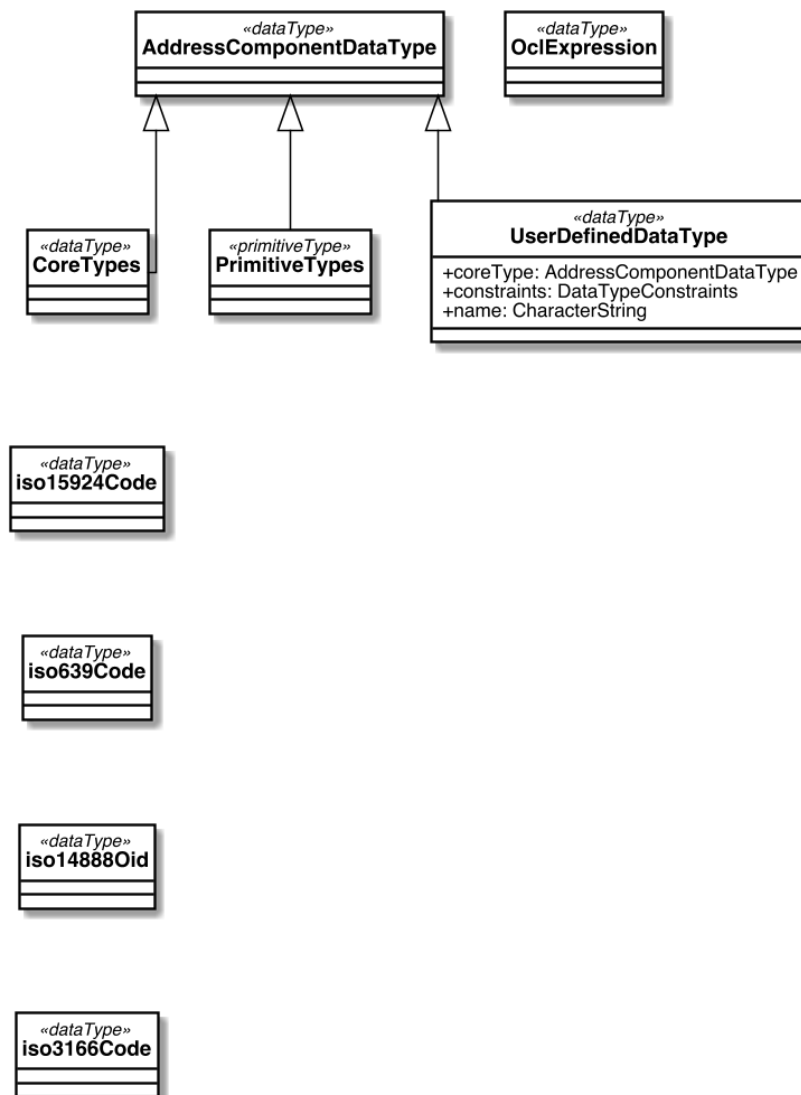 «dataType»
AddressComponentDataType
«dataType»
OclExpression
«dataType»
CoreTypes
«primitiveType»
PrimitiveTypes
«dataType»
UserDefinedDataType
+coreType: AddressComponentDataType
+constraints: DataTypeConstraints
+name: CharacterString
«dataType»
iso15924Code
«dataType»
iso639Code
«dataType»
iso14888Oid
«dataType»
iso3166Code